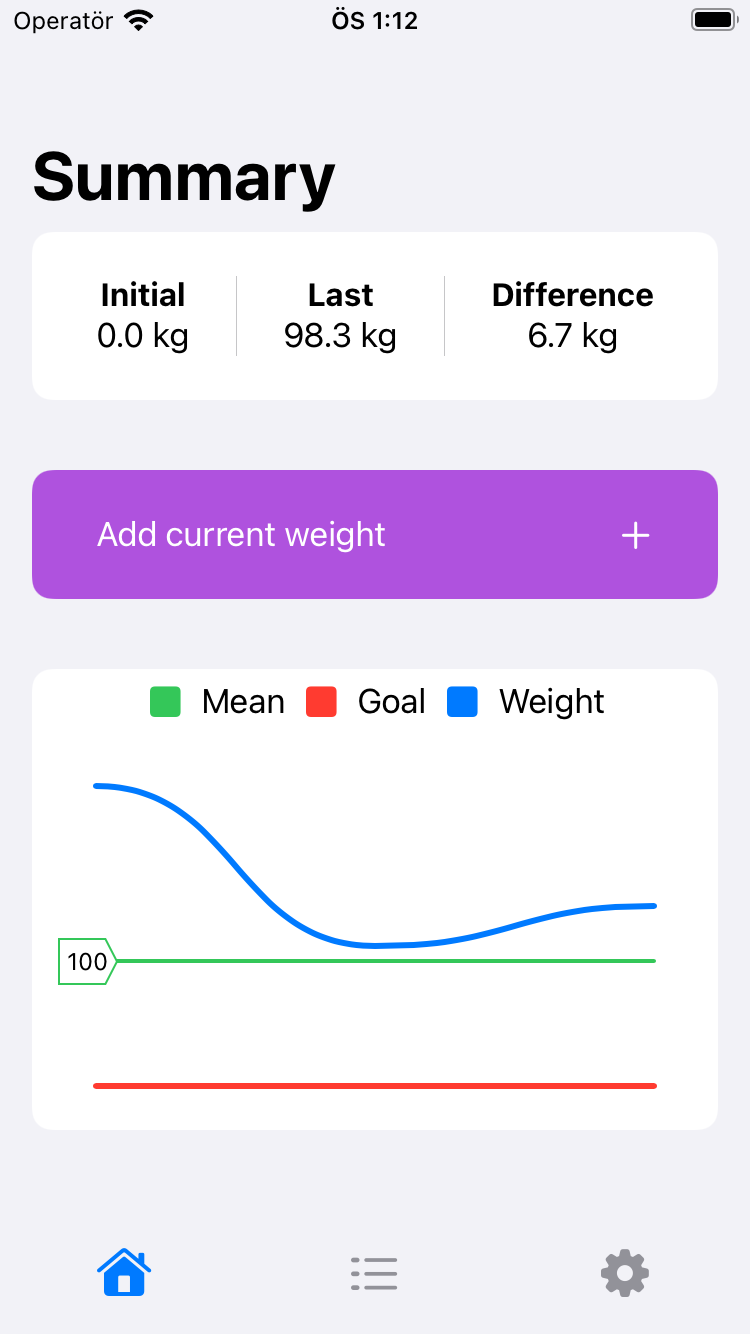 Operatör ÖS 1:12
Summary
Initial Last Difference
0.0 kg 98.3 kg 6.7 kg
Add current weight +
Mean Goal Weight
100